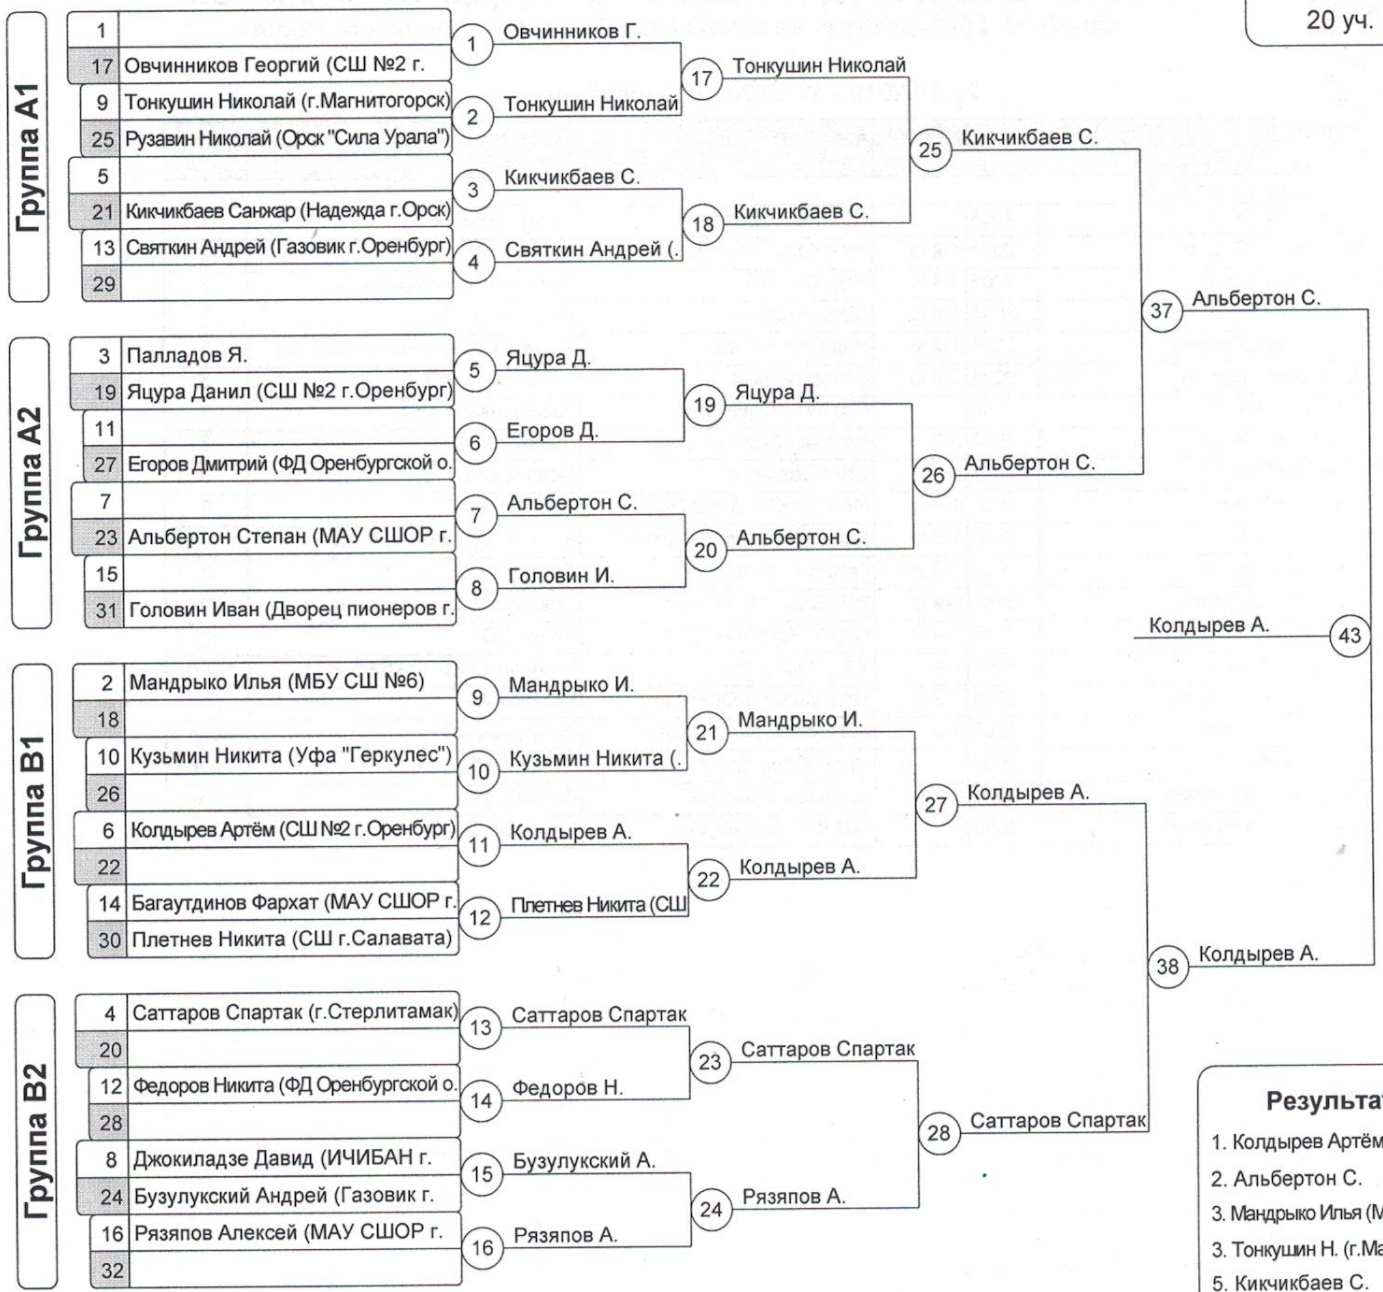 20 уч.
Группа А1
1
17 Овчинников Георгий (СШ №2 г.
9 Тонкушин Николай (г.Магнитогорск)
25 Рузавин Николай (Орск "Сила Урала")
5
21 Кикчикбаев Санжар (Надежда г.Орск)
13 Святкин Андрей (Газовик г.Оренбург)
29
1 Овчинников Г.
2 Тонкушин Николай
3 Кикчикбаев С.
4 Святкин Андрей (.
17 Тонкушин Николай
18 Кикчикбаев С.
25 Кикчикбаев С.
Группа А2
3 Палладов Я.
19 Яцура Данил (СШ №2 г.Оренбург)
11
27 Егоров Дмитрий (ФД Оренбургской о.
7
23 Альбертон Степан (МАУ СШОР г.
15
31 Головин Иван (Дворец пионеров г.
5 Яцура Д.
6 Егоров Д.
7 Альбертон С.
8 Головин И.
19 Яцура Д.
20 Альбертон С.
26 Альбертон С.
37 Альбертон С.
Колдырев А. 43
Группа В1
2 Мандрыко Илья (МБУ СШ №6)
18
10 Кузьмин Никита (Уфа "Геркулес")
26
6 Колдырев Артём (СШ№2 г.Оренбург)
22
14 Багаутдинов Фархат (МАУ СШОР г.
30 Плетнев Никита (СШ г.Салавата)
9 Мандрыко И.
10 Кузьмин Никита (.
11 Колдырев А.
12 Плетнев Никита (СШ
21 Мандрыко И.
22 Колдырев А.
27 Колдырев А.
38 Колдырев А.
Группа В2
4 Саттаров Спартак (г.Стерлитамак)
20
12 Федоров Никита (ФД Оренбургской о.
28
8 Джокиладзе Давид (ИЧИБАН г.
24 Бузулукский Андрей (Газовик г.
16 Рязяпов Алексей (МАУ СШОР г.
32
13 Саттаров Спартак
14 Федоров Н.
15 Бузулукский А.
16 Рязяпов А.
23 Саттаров Спартак
24 Рязяпов А.
28 Саттаров Спартак
Результа
1. Колдырев Артём
2. Альбертон С.
3. Мандрыко Илья (М
3. Тонкушин Н. (г.Ма
5. Кикчикбаев С.